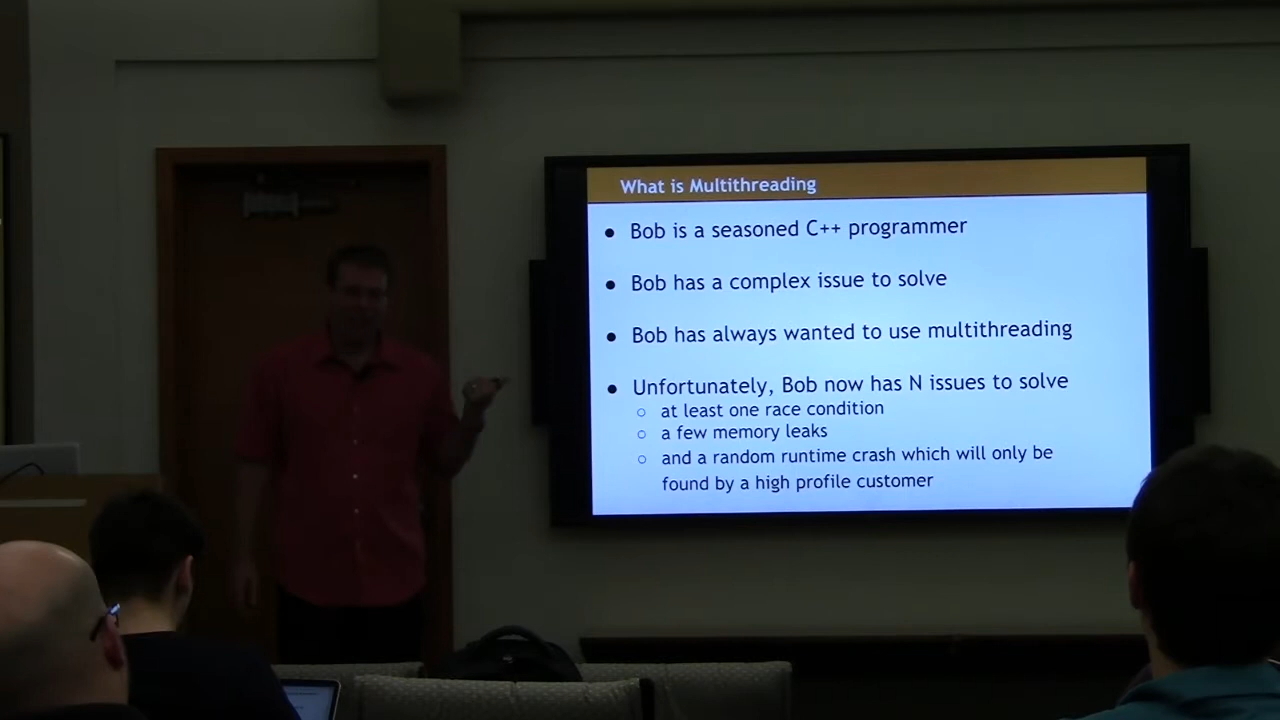 What is Multithreading
● Bob is a seasoned C++ programmer
● Bob has a complex issue to solve
● Bob has always wanted to use multithreading
● Unfortunately, Bob now has N issues to solve
○ at least one race condition
○ a few memory leaks
○ and a random runtime crash which will only be
found by a high profile customer